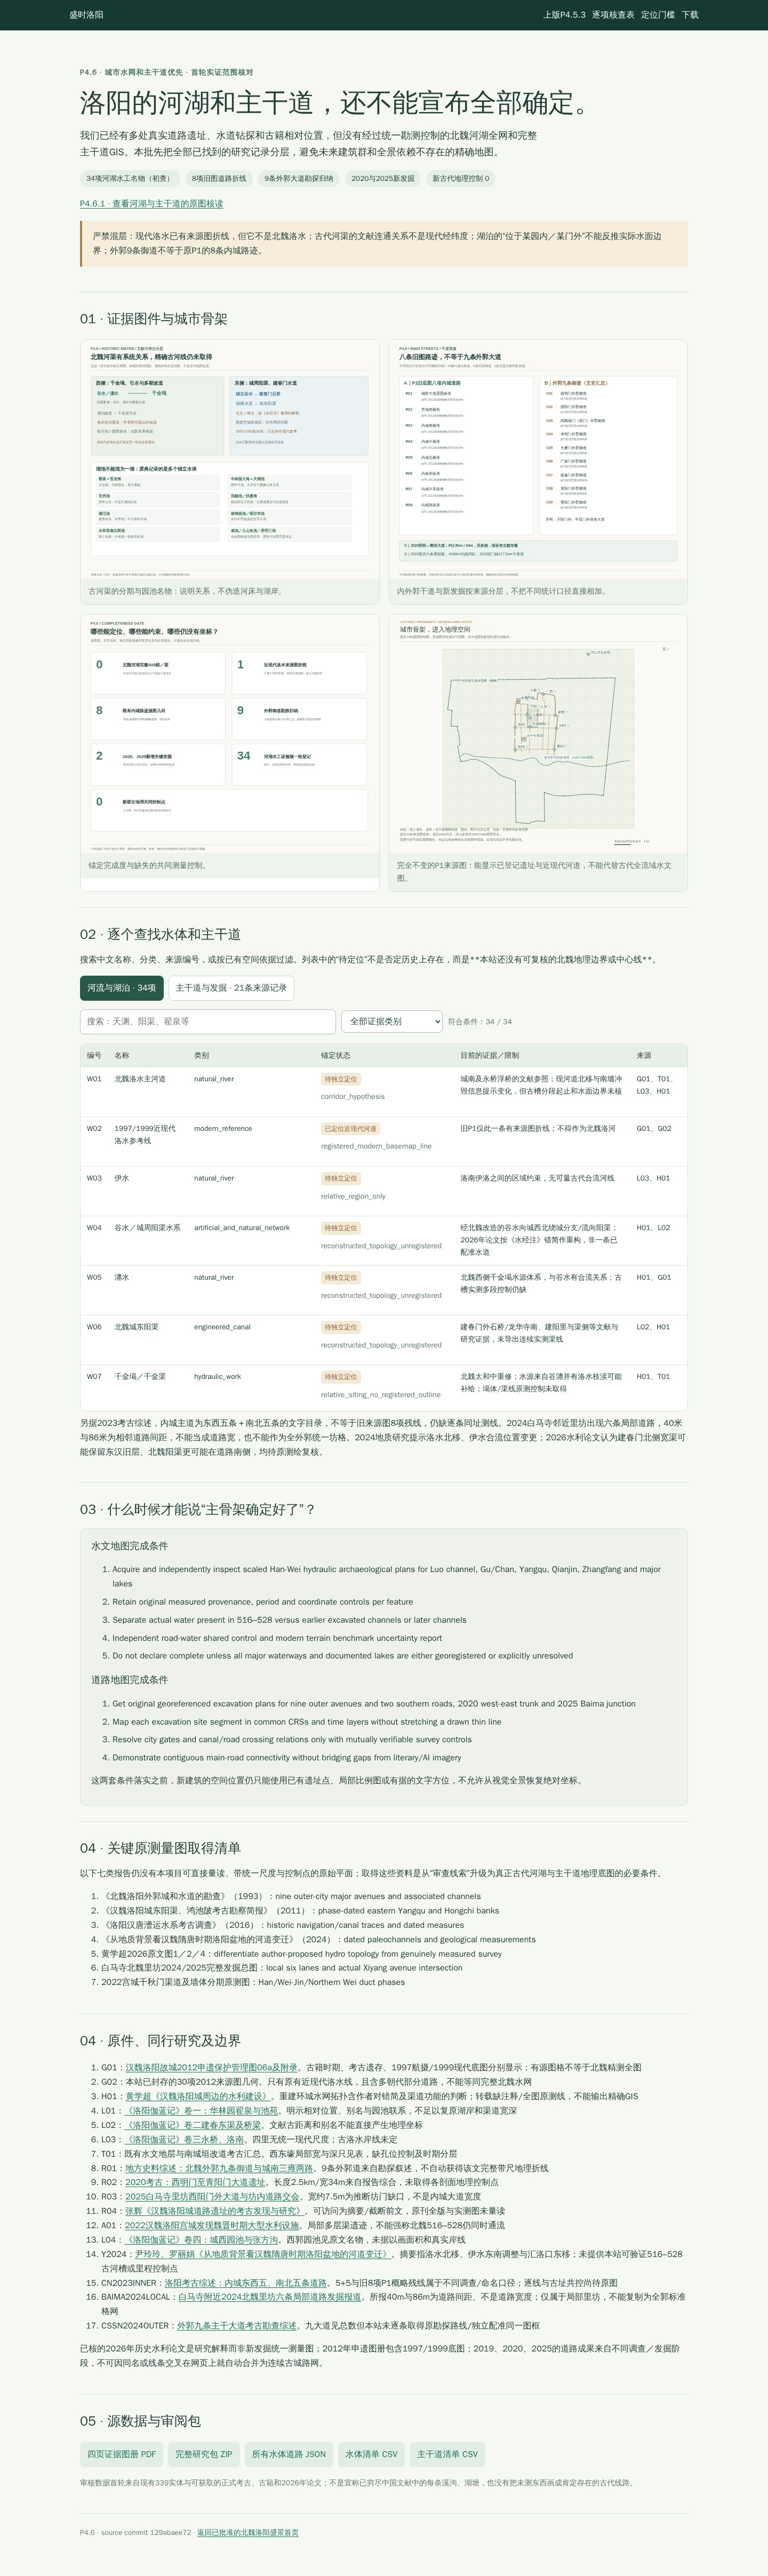 盛时洛阳
上版P4.5.3 逐项核查表 定位门槛 下载
P4.6 · 城市水网和主干道优先 · 首轮实证范围核对
洛阳的河湖和主干道，还不能宣布全部确定。
我们已经有多处真实道路遗址、水道钻探和古籍相对位置，但没有经过统一勘测控制的北魏河湖全网和完整
主干道GIS。本批先把全部已找到的研究记录分层，避免未来建筑群和全景依赖不存在的精确地图。
34项河湖水工名物（初查） 8项旧图道路折线 9条外郭大道勘探归纳 2020与2025新发掘 新古代地理控制 0
P4.6.1 · 查看河湖与主干道的原图核读
严禁混层：现代洛水已有来源图折线，但它不是北魏洛水；古代河渠的文献连通关系不是现代经纬度；湖泊的“位于某园内／某门外”不能反推实际水面边
界；外郭9条御道不等于原P1的8条内城路迹。
01 · 证据图件与城市骨架
北魏河渠有系统关系，精确古河线仍未取得
八条旧图路迹，不等于九条外郭大道
古河渠的分期与园池名物：说明关系，不伪造河床与湖岸。
内外郭干道与新发掘按来源分层，不把不同统计口径直接相加。
哪些能定位、哪些能约束、哪些仍没有坐标？
城市骨架，进入地理空间
锚定完成度与缺失的共同测量控制。
完全不变的P1来源图：能显示已登记遗址与近现代河道，不能代替古代全流域水文
图。
02 · 逐个查找水体和主干道
搜索中文名称、分类、来源编号，或按已有空间依据过滤。列表中的“待定位”不是否定历史上存在，而是**本站还没有可复核的北魏地理边界或中心线**。
河流与湖泊 · 34项 主干道与发掘 · 21条来源记录
搜索：天渊、阳渠、翟泉等 全部证据类别 符合条件：34 / 34
编号 名称 类别 锚定状态 目前的证据／限制 来源
W01 北魏洛水主河道 natural_river 待独立定位 corridor_hypothesis 城南及永桥浮桥的文献参照；现河道北移与南墙冲
毁信息提示变化，但古槽分段起止和水面边界未核 G01、T01、
L03、H01
W02 1997/1999近现代
洛水参考线 modern_reference 已定位近现代河道 registered_modern_basemap_line 旧P1仅此一条有来源图折线；不得作为北魏洛河 G01、G02
W03 伊水 natural_river 待独立定位 relative_region_only 洛南伊洛之间的区域约束，无可量古代合流河线 L03、H01
W04 谷水／城周阳渠水系 artificial_and_natural_network 待独立定位 reconstructed_topology_unregistered 经北魏改造的谷水向城西北绕城分支/流向阳渠；
2026年论文按《水经注》错简作重构，非一条已
配准水道 H01、L02
W05 瀍水 natural_river 待独立定位 reconstructed_topology_unregistered 北魏西侧千金堨水源体系，与谷水有合流关系；古
槽实测多段控制仍缺 H01、G01
W06 北魏城东阳渠 engineered_canal 待独立定位 reconstructed_topology_unregistered 建春门外石桥/龙华寺南、建阳里与渠侧等文献与
研究证据，未导出连续实测渠线 L02、H01
W07 千金堨／千金渠 hydraulic_work 待独立定位 relative_siting_no_registered_outline 北魏太和中重修；水源来自谷瀍并有洛水枝渎可能
补给；堨体/渠线原测控制未取得 H01、T01
另据2023考古综述，内城主道为东西五条＋南北五条的文字目录，不等于旧来源图8项残线，仍缺逐条同址测线。2024白马寺邻近里坊出现六条局部道路，40米
与86米为相邻道路间距，不能当成道路宽，也不能作为全外郭统一坊格。2024地质研究提示洛水北移、伊水合流位置变更；2026水利论文认为建春门北侧宽渠可
能保留东汉旧层、北魏阳渠更可能在道路南侧，均待原测绘复核。
03 · 什么时候才能说“主骨架确定好了”？
水文地图完成条件
1. Acquire and independently inspect scaled Han-Wei hydraulic archaeological plans for Luo channel, Gu/Chan, Yangqu, Qianjin, Zhangfang and major
lakes
2. Retain original measured provenance, period and coordinate controls per feature
3. Separate actual water present in 516–528 versus earlier excavated channels or later channels
4. Independent road-water shared control and modern terrain benchmark uncertainty report
5. Do not declare complete unless all major waterways and documented lakes are either georegistered or explicitly unresolved
道路地图完成条件
1. Get original georeferenced excavation plans for nine outer avenues and two southern roads, 2020 west-east trunk and 2025 Baima junction
2. Map each excavation site segment in common CRSs and time layers without stretching a drawn thin line
3. Resolve city gates and canal/road crossing relations only with mutually verifiable survey controls
4. Demonstrate contiguous main-road connectivity without bridging gaps from literary/AI imagery
这两套条件落实之前，新建筑的空间位置仍只能使用已有遗址点、局部比例图或有据的文字方位，不允许从视觉全景恢复绝对坐标。
04 · 关键原测量图取得清单
以下七类报告仍没有本项目可直接量读、带统一尺度与控制点的原始平面；取得这些资料是从“审查线索”升级为真正古代河湖与主干道地理底图的必要条件。
1. 《北魏洛阳外郭城和水道的勘查》（1993）：nine outer-city major avenues and associated channels
2. 《汉魏洛阳城东阳渠、鸿池陂考古勘察简报》（2011）：phase-dated eastern Yangqu and Hongchi banks
3. 《洛阳汉唐漕运水系考古调查》（2016）：historic navigation/canal traces and dated measures
4. 《从地质背景看汉魏隋唐时期洛阳盆地的河道变迁》（2024）：dated paleochannels and geological measurements
5. 黄学超2026原文图1／2／4：differentiate author-proposed hydro topology from genuinely measured survey
6. 白马寺北魏里坊2024/2025完整发掘总图：local six lanes and actual Xiyang avenue intersection
7. 2022宫城千秋门渠道及墙体分期原测图：Han/Wei-Jin/Northern Wei duct phases
04 · 原件、同行研究及边界
1. G01：汉魏洛阳故城2012申遗保护管理图06a及附录。古籍时期、考古遗存、1997航摄/1999现代底图分别显示；有源图格不等于北魏精测全图
2. G02：本站已封存的30项2012来源图几何。只有原有近现代洛水线，且含多朝代部分道路，不能等同完整北魏水网
3. H01：黄学超《汉魏洛阳城周边的水利建设》。重建环城水网拓扑含作者对错简及渠道功能的判断；转载缺注释/全图原测线，不能输出精确GIS
4. L01：《洛阳伽蓝记》卷一：华林园翟泉与池苑。明示相对位置、别名与园池联系，不足以复原湖岸和渠道宽深
5. L02：《洛阳伽蓝记》卷二建春东渠及桥梁。文献古距离和别名不能直接产生地理坐标
6. L03：《洛阳伽蓝记》卷三永桥、洛南。四里无统一现代尺度；古洛水岸线未定
7. T01：既有水文地层与南城垣改道考古汇总。西东壕局部宽与深只见表，缺孔位控制及时期分层
8. R01：地方史料综述：北魏外郭九条御道与城南三雍两路。9条外郭道来自勘探叙述，不自动获得该文完整带尺地理折线
9. R02：2020考古：西明门至青阳门大道遗址。长度2.5km/宽34m来自报告综合，未取得各剖面地理控制点
10. R03：2025白马寺里坊西阳门外大道与坊内道路交会。宽约7.5m为推断坊门缺口，不是内城大道宽度
11. R04：张辉《汉魏洛阳城道路遗址的考古发现与研究》。可访问为摘要/截断前文，原刊全版与实测图未量读
12. A01：2022汉魏洛阳宫城发现魏晋时期大型水利设施。局部多层渠道遗迹，不能强称北魏516–528仍同时通流
13. L04：《洛阳伽蓝记》卷四：城西园池与张方沟。西郭园池见原文名物，未据以画面积和真实岸线
14. Y2024：尹玲玲、罗丽娟《从地质背景看汉魏隋唐时期洛阳盆地的河道变迁》。摘要指洛水北移、伊水东南调整与汇洛口东移；未提供本站可验证516–528
古河槽或里程控制点
15. CN2023INNER：洛阳考古综述：内城东西五、南北五条道路。5+5与旧8项P1概略残线属于不同调查/命名口径；逐线与古址共控尚待原图
16. BAIMA2024LOCAL：白马寺附近2024北魏里坊六条局部道路发掘报道。所报40m与86m为道路间距、不是道路宽度；仅属于局部里坊，不能复制为全郭标准
格网
17. CSSN2024OUTER：外郭九条主干大道考古勘查综述。九大道见总数但本站未逐条取得原勘探路线/独立配准同一图框
已核的2026年历史水利论文是研究解释而非新发掘统一测量图；2012年申遗图册包含1997/1999底图；2019、2020、2025的道路成果来自不同调查／发掘阶
段，不可因同名或线条交叉在网页上就自动合并为连续古城路网。
05 · 源数据与审阅包
四页证据图册 PDF 完整研究包 ZIP 所有水体道路 JSON 水体清单 CSV 主干道清单 CSV
审核数据首轮来自现有339实体与可获取的正式考古、古籍和2026年论文；不是宣称已穷尽中国文献中的每条溪沟、湖塘，也没有把未测东西画成肯定存在的古代线路。
P4.6 · source commit 129abaee72 · 返回已批准的北魏洛阳盛景首页